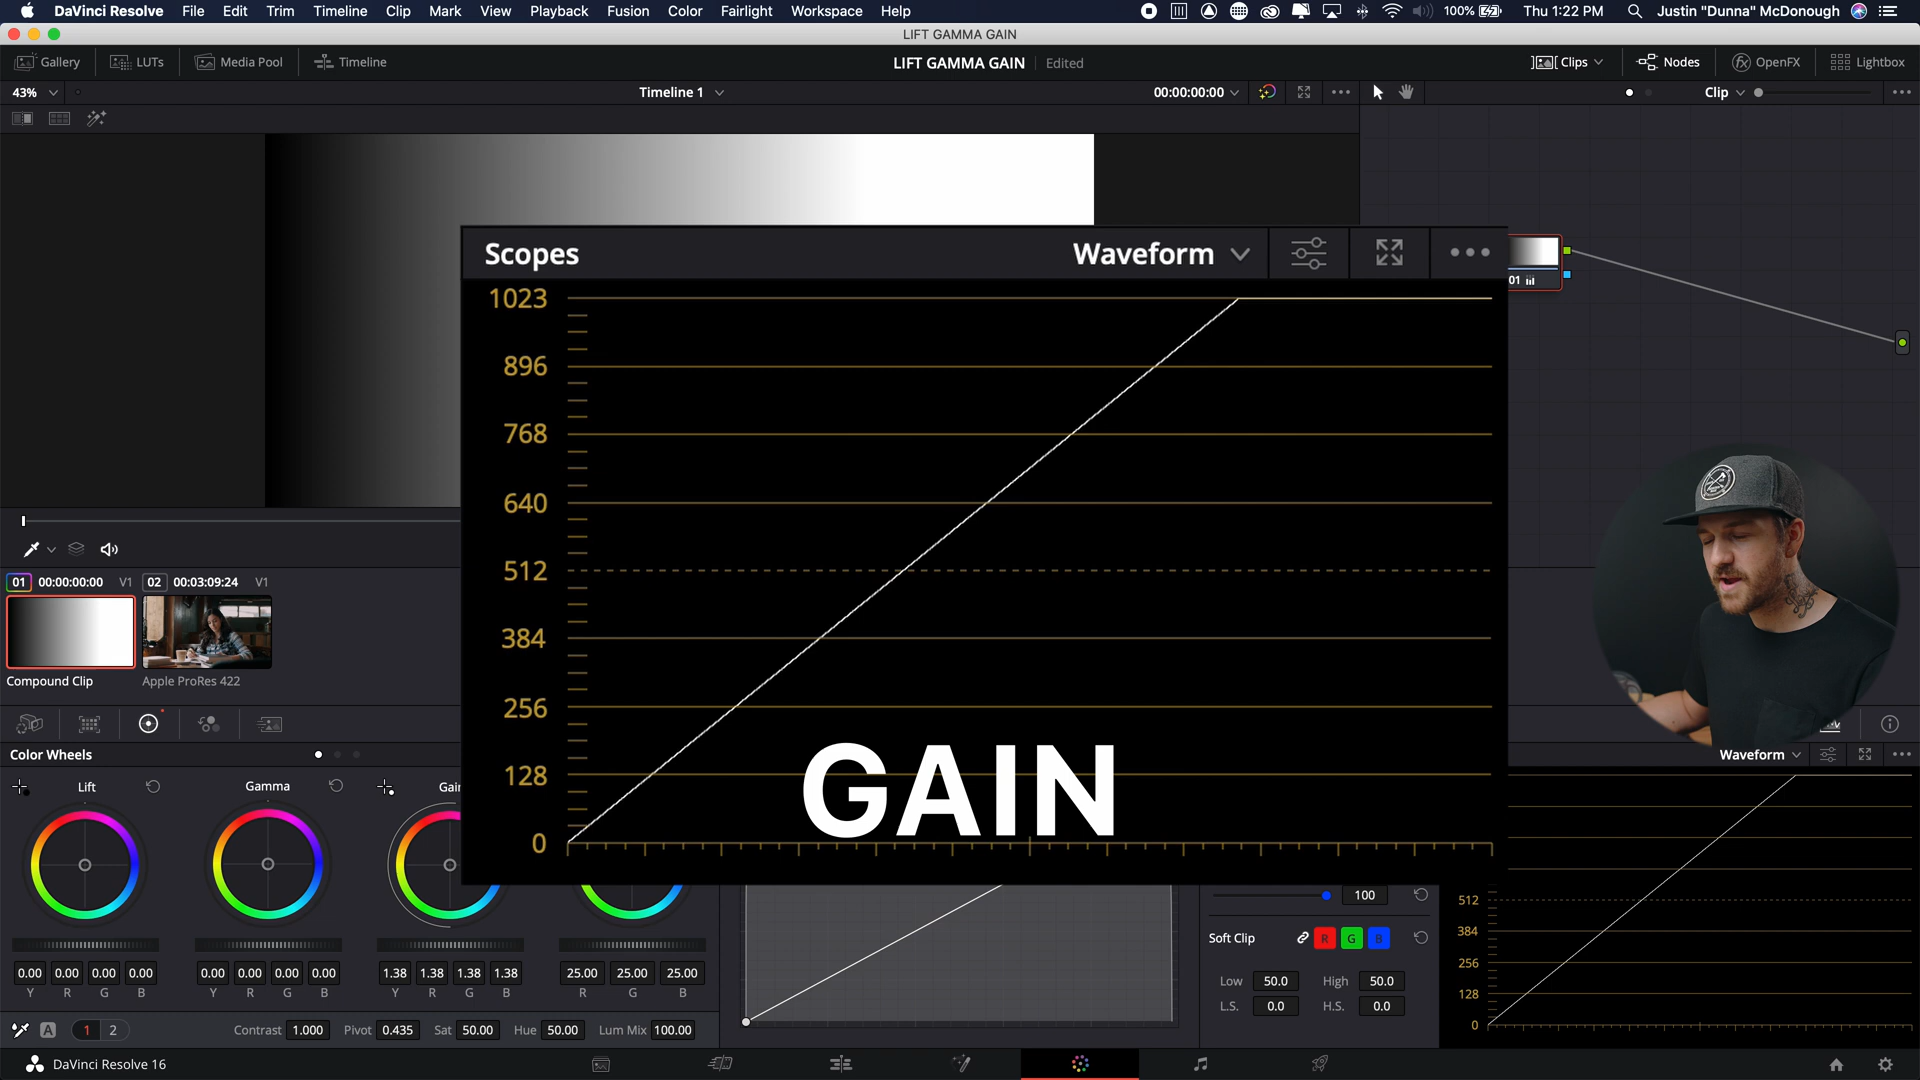 DaVinci Resolve File Edit Trim Timeline Clip Mark View Playback Fusion Color Fairlight Workspace Help 100% Thu 1:22 PM Justin "Dunna" McDonough
LIFT GAMMA GAIN
Gallery LUTs Media Pool Timeline LIFT GAMMA GAIN Edited Clips Nodes OpenFX Lightbox
43% Timeline 1 00:00:00:00 Clip
Scopes Waveform
1023
896
768
640
512
384
256
128
0
GAIN
01
01 00:00:00:00 V1 02 00:03:09:24 V1
Compound Clip Apple ProRes 422
Color Wheels
Waveform
Lift Gamma Gai
100
Soft Clip R G B
Low 50.0 High 50.0
L.S. 0.0 H.S. 0.0
512
384
256
128
0
0.00 0.00 0.00 0.00 0.00 0.00 0.00 0.00 1.38 1.38 1.38 1.38 25.00 25.00 25.00
Y R G B Y R G B Y R G B R G B
A 1 2 Contrast 1.000 Pivot 0.435 Sat 50.00 Hue 50.00 Lum Mix 100.00
DaVinci Resolve 16